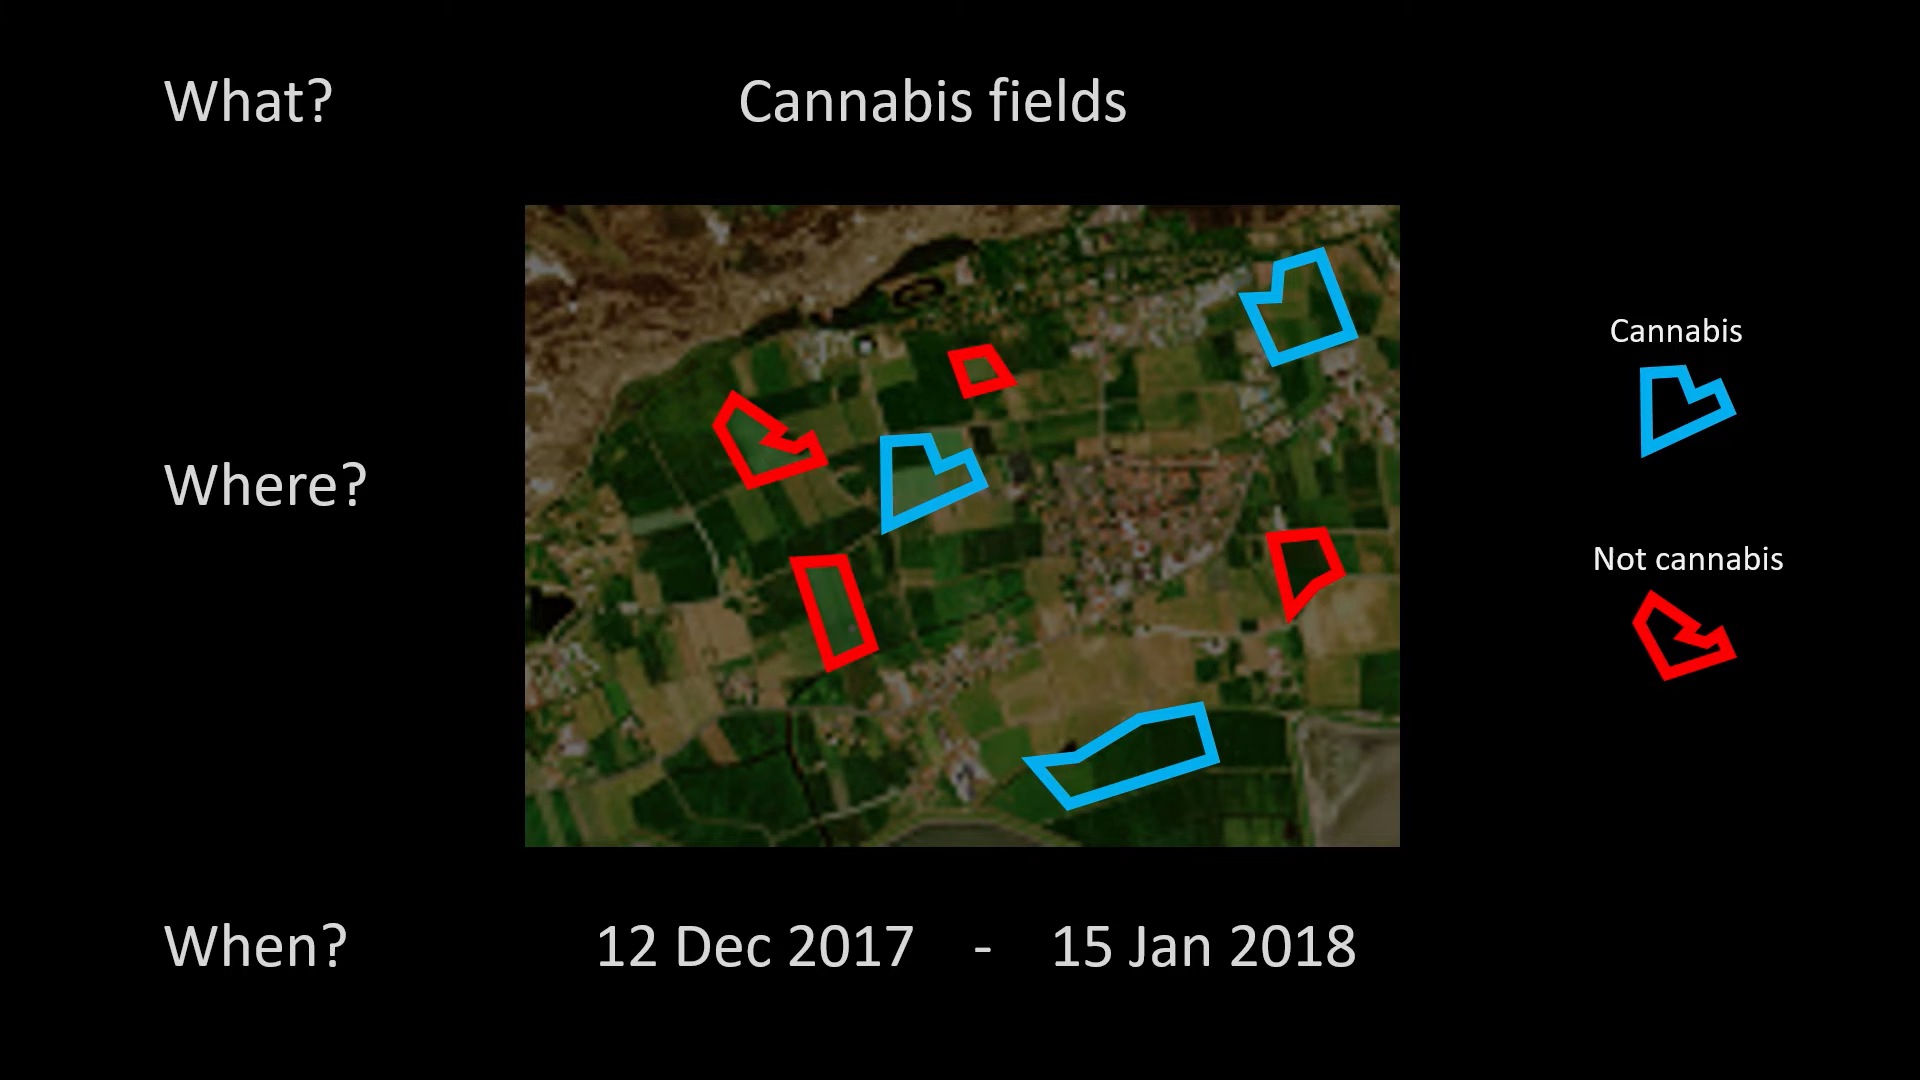 What?
Cannabis fields
Where?
Cannabis
Not cannabis
When?
12 Dec 2017 - 15 Jan 2018